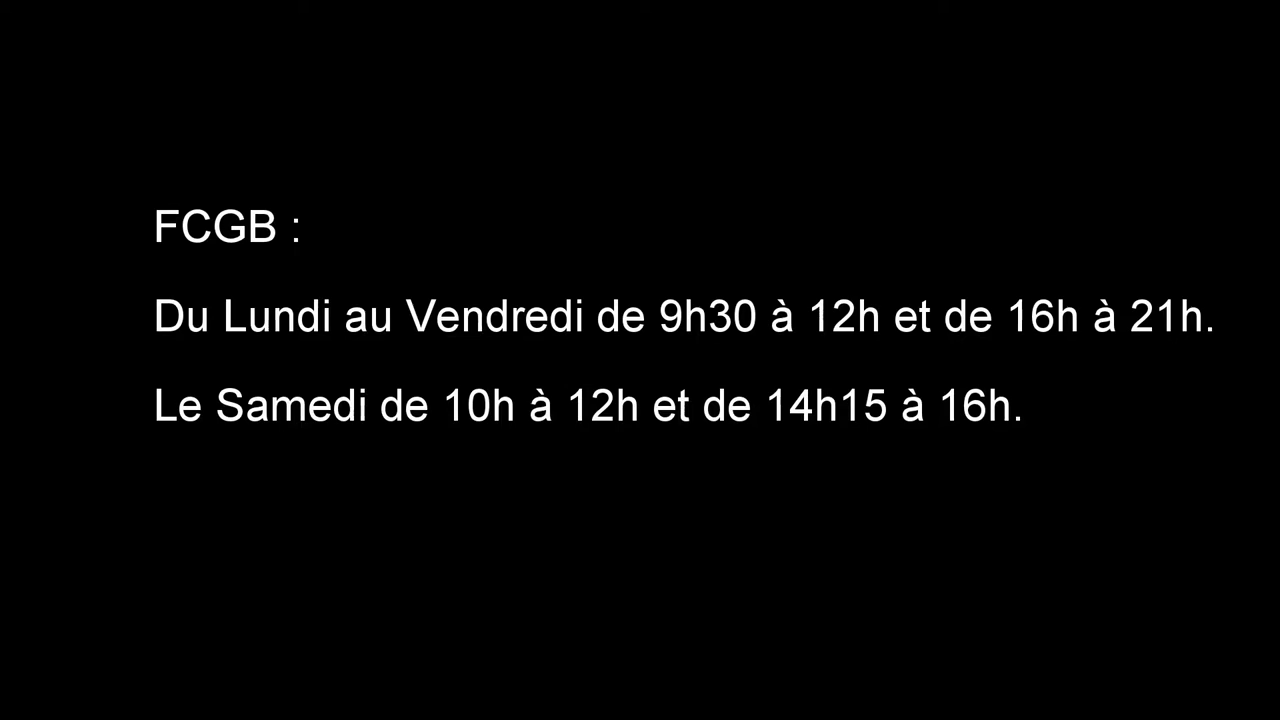 FCGB :
Du Lundi au Vendredi de 9h30 à 12h et de 16h à 21h.
Le Samedi de 10h à 12h et de 14h15 à 16h.